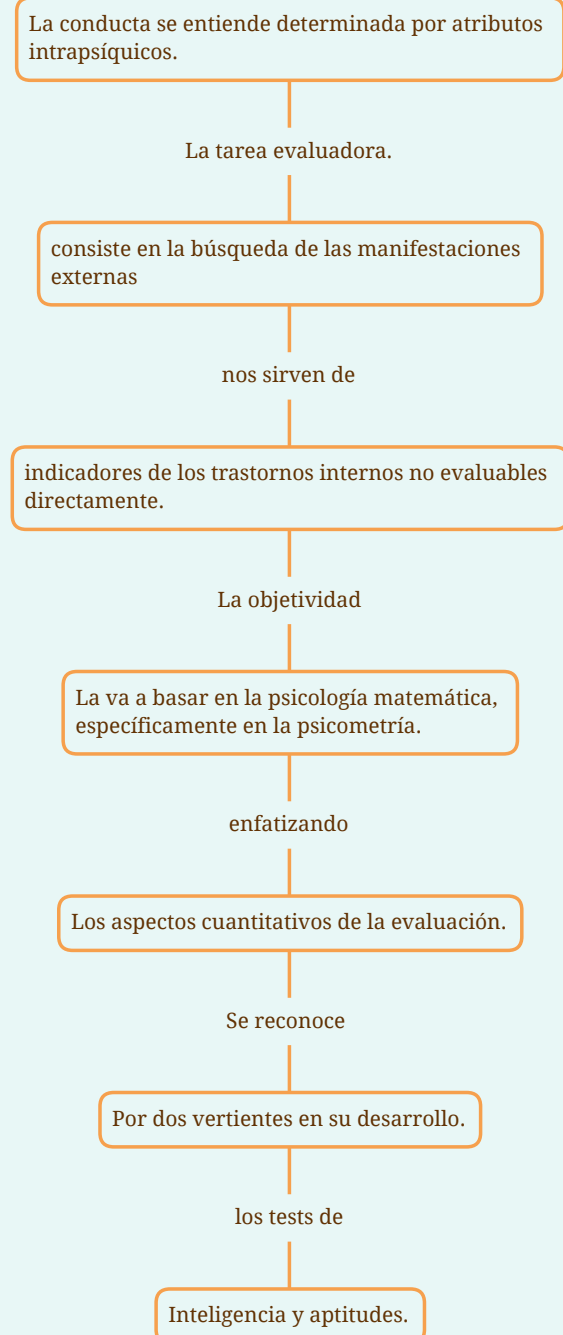 La conducta se entiende determinada por atributos
intrapsíquicos.
La tarea evaluadora.
consiste en la búsqueda de las manifestaciones
externas
nos sirven de
indicadores de los trastornos internos no evaluables
directamente.
La objetividad
La va a basar en la psicología matemática,
específicamente en la psicometría.
enfatizando
Los aspectos cuantitativos de la evaluación.
Se reconoce
Por dos vertientes en su desarrollo.
los tests de
Inteligencia y aptitudes.